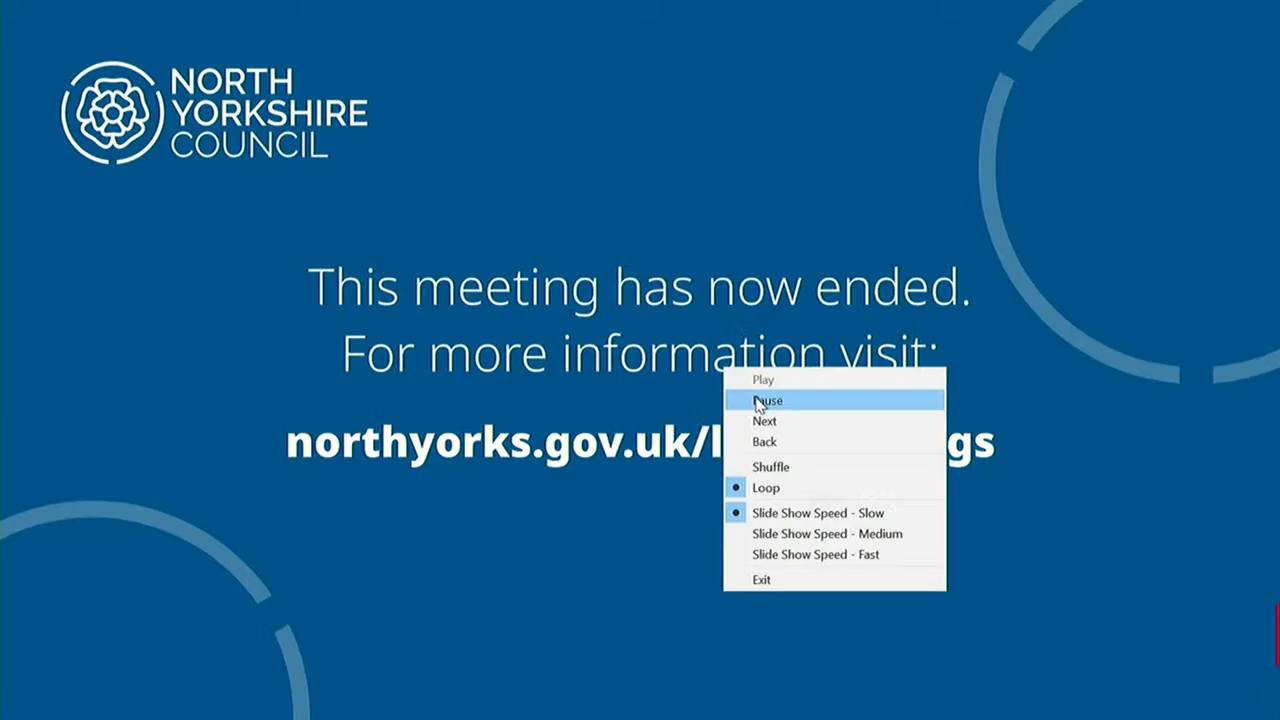 NORTH
YORKSHIRE
COUNCIL
This meeting has now ended.
For more information visit:
northyorks.gov.uk/l gs
Play
Pause
Next
Back
Shuffle
Loop
Slide Show Speed - Slow
Slide Show Speed - Medium
Slide Show Speed - Fast
Exit